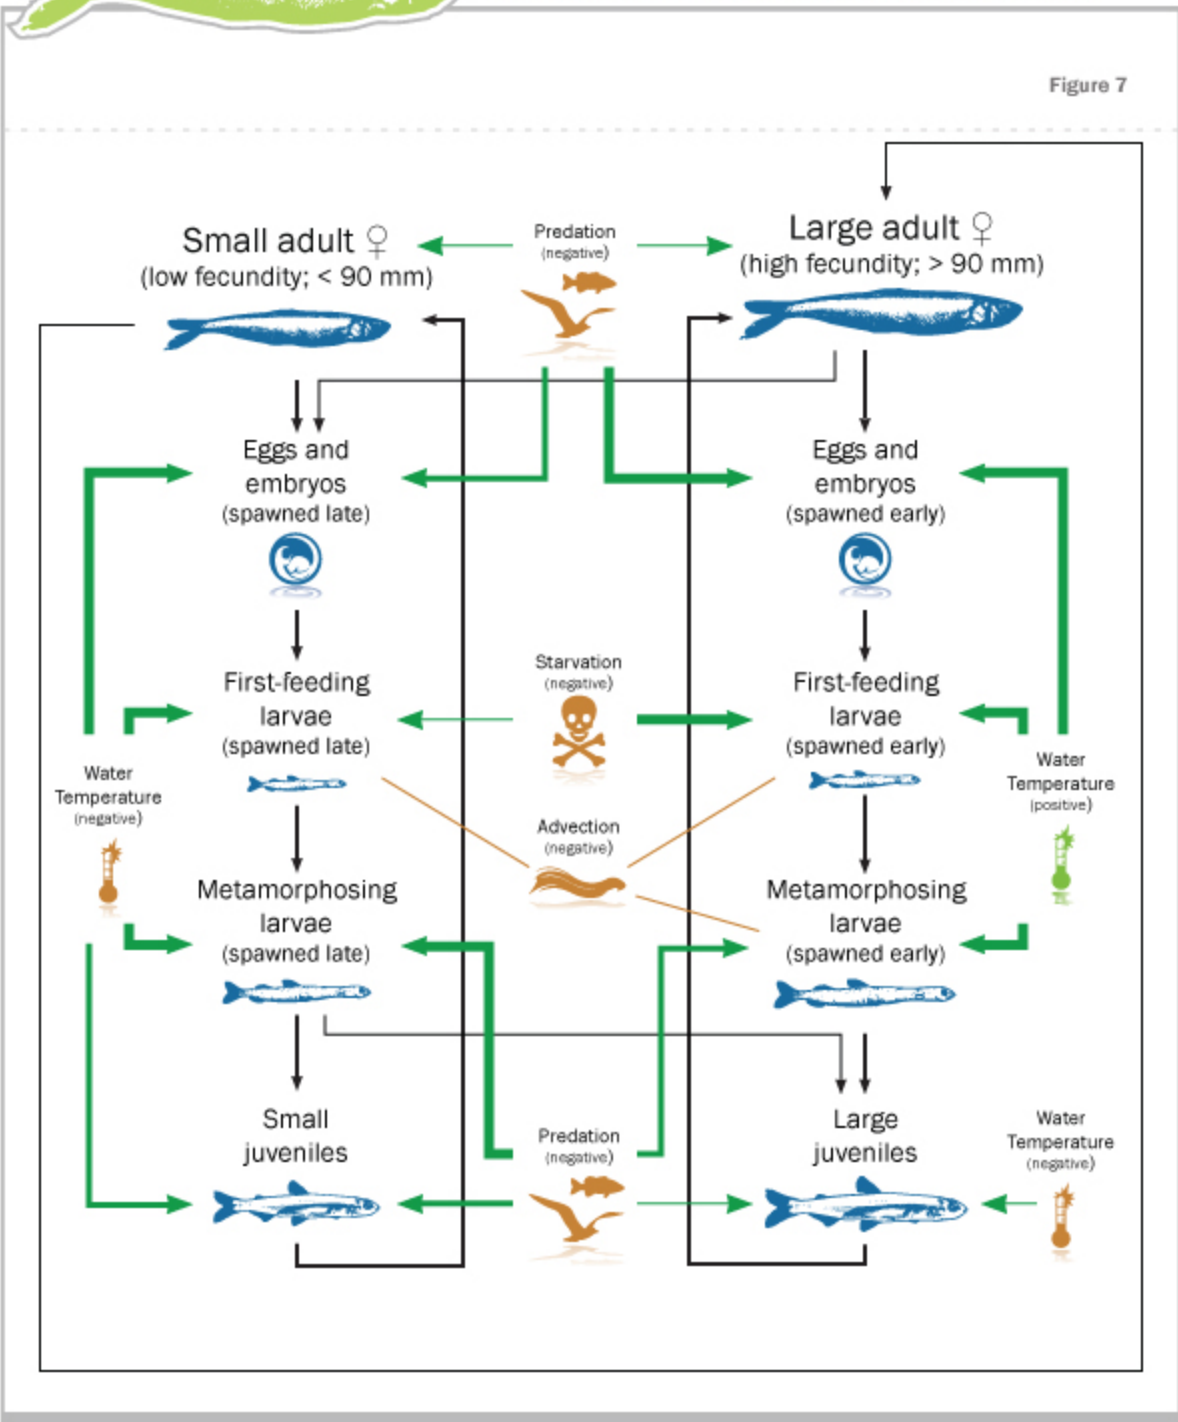 Figure 7
Small adult ♀
(low fecundity; < 90 mm)
Predation
(negative)
Large adult ♀
(high fecundity; > 90 mm)
Eggs and
embryos
(spawned late)
Eggs and
embryos
(spawned early)
First-feeding
larvae
(spawned late)
Starvation
(negative)
First-feeding
larvae
(spawned early)
Water
Temperature
(negative)
Advection
(negative)
Water
Temperature
(positive)
Metamorphosing
larvae
(spawned late)
Metamorphosing
larvae
(spawned early)
Small
juveniles
Predation
(negative)
Large
juveniles
Water
Temperature
(negative)